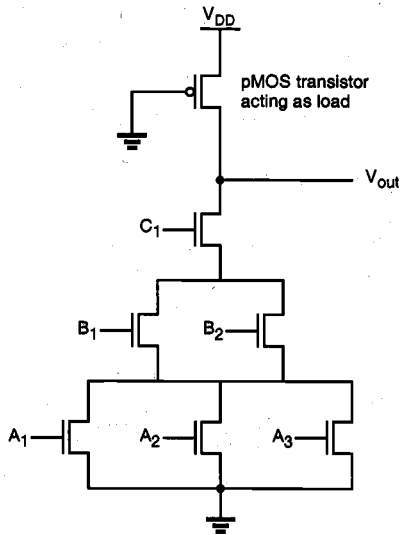 V_DD
pMOS transistor
acting as load
V_out
C_1
B_1
B_2
A_1
A_2
A_3